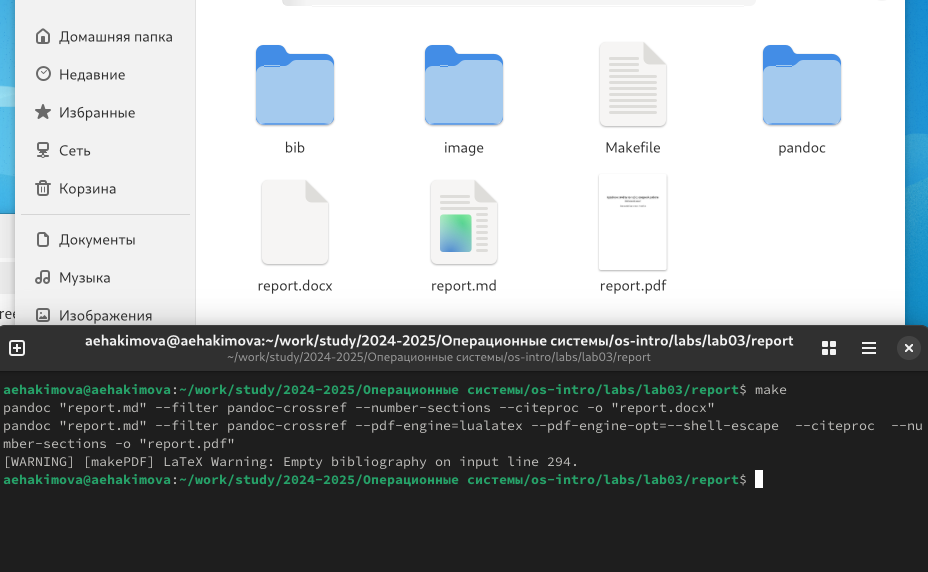 Домашняя папка
Недавние
Избранные
Сеть
Корзина
Документы
Музыка
Изображения
bib
image
Makefile
pandoc
report.docx
report.md
report.pdf
aehakimova@aehakimova:~/work/study/2024-2025/Операционные системы/os-intro/labs/lab03/report
~/work/study/2024-2025/Операционные системы/os-intro/labs/lab03/report
aehakimova@aehakimova:~/work/study/2024-2025/Операционные системы/os-intro/labs/lab03/report$ make
pandoc "report.md" --filter pandoc-crossref --number-sections --citeproc -o "report.docx"
pandoc "report.md" --filter pandoc-crossref --pdf-engine=lualatex --pdf-engine-opt=--shell-escape  --citeproc  --nu
mber-sections -o "report.pdf"
[WARNING] [makePDF] LaTeX Warning: Empty bibliography on input line 294.
aehakimova@aehakimova:~/work/study/2024-2025/Операционные системы/os-intro/labs/lab03/report$